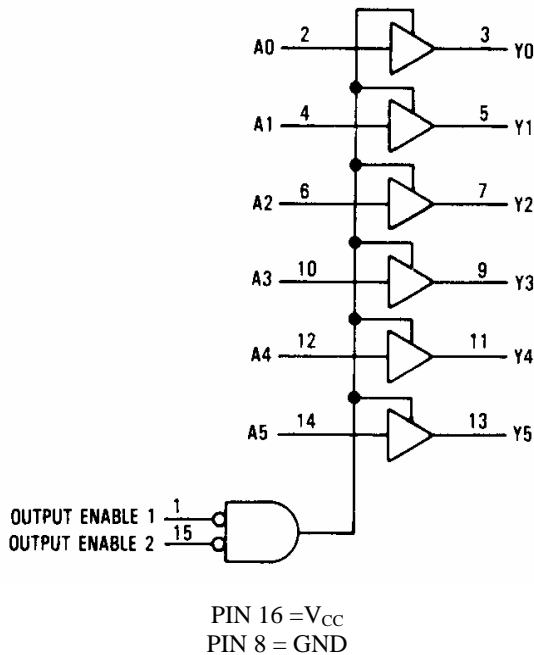 A0 2 3 Y0
A1 4 5 Y1
A2 6 7 Y2
A3 10 9 Y3
A4 12 11 Y4
A5 14 13 Y5
OUTPUT ENABLE 1 1
OUTPUT ENABLE 2 15
PIN 16 =VCC
PIN 8 = GND